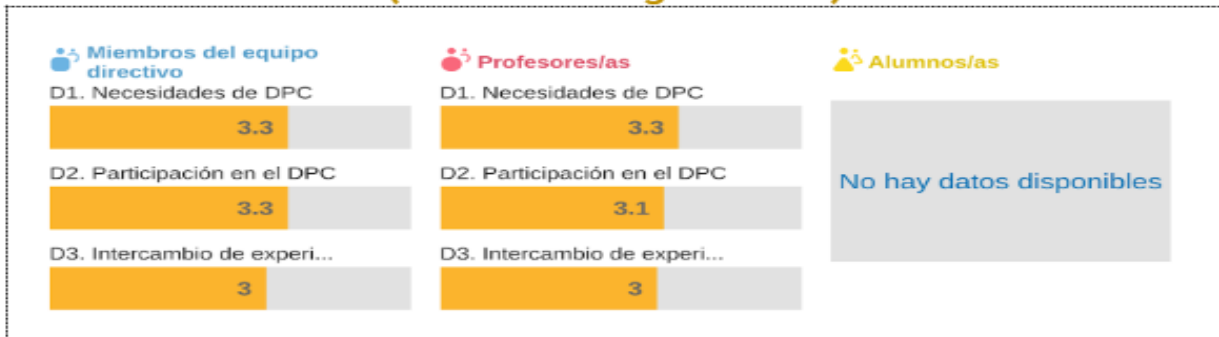 Miembros del equipo
directivo
D1. Necesidades de DPC
3.3
D2. Participación en el DPC
3.3
D3. Intercambio de experi...
3
Profesores/as
D1. Necesidades de DPC
3.3
D2. Participación en el DPC
3.1
D3. Intercambio de experi...
3
Alumnos/as
No hay datos disponibles